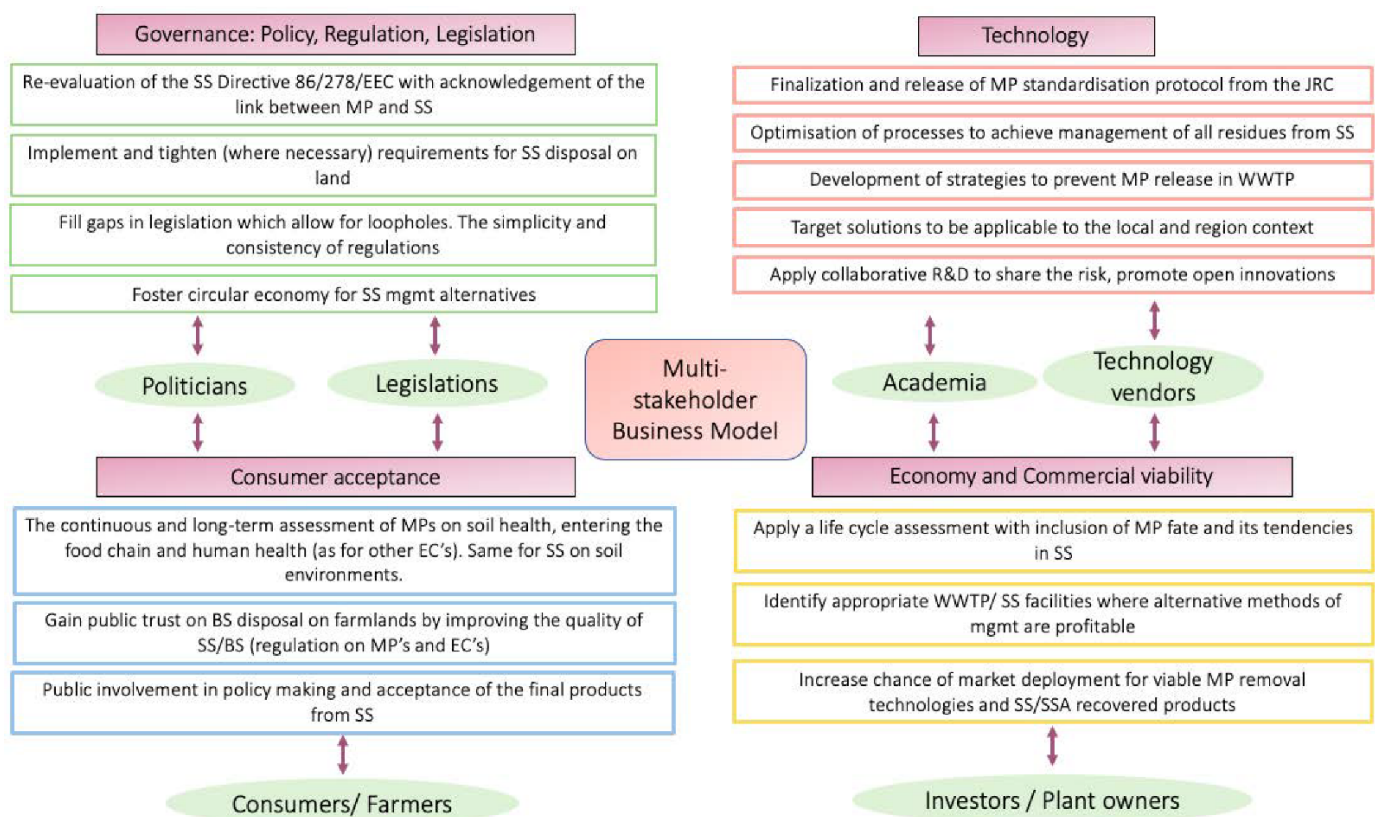 Governance: Policy, Regulation, Legislation
Re-evaluation of the SS Directive 86/278/EEC with acknowledgement of the
link between MP and SS
Implement and tighten (where necessary) requirements for SS disposal on
land
Fill gaps in legislation which allow for loopholes. The simplicity and
consistency of regulations
Foster circular economy for SS mgmt alternatives
Politicians
Legislations
Consumer acceptance
The continuous and long-term assessment of MPs on soil health, entering the
food chain and human health (as for other EC's). Same for SS on soil
environments.
Gain public trust on BS disposal on farmlands by improving the quality of
SS/BS (regulation on MP's and EC's)
Public involvement in policy making and acceptance of the final products
from SS
Consumers/ Farmers
Multi-
stakeholder
Business Model
Technology
Finalization and release of MP standardisation protocol from the JRC
Optimisation of processes to achieve management of all residues from SS
Development of strategies to prevent MP release in WWTP
Target solutions to be applicable to the local and region context
Apply collaborative R&D to share the risk, promote open innovations
Academia
Technology
vendors
Economy and Commercial viability
Apply a life cycle assessment with inclusion of MP fate and its tendencies
in SS
Identify appropriate WWTP/ SS facilities where alternative methods of
mgmt are profitable
Increase chance of market deployment for viable MP removal
technologies and SS/SSA recovered products
Investors / Plant owners